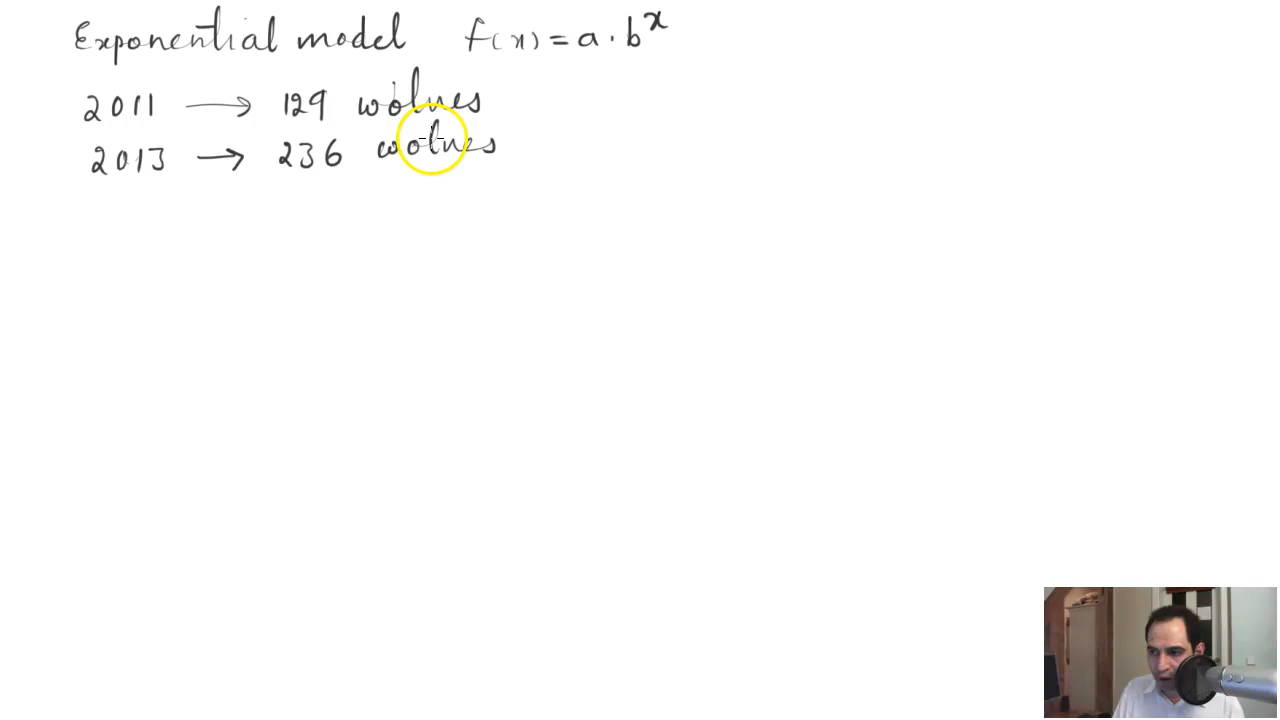 Exponential model f(x) = a · b^x
2011 → 129 wolves
2013 → 236 wolves